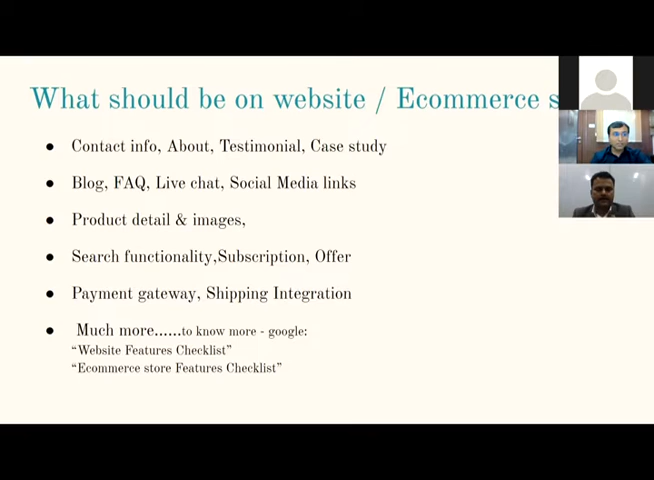 What should be on website / Ecommerce s
● Contact info, About, Testimonial, Case study
● Blog, FAQ, Live chat, Social Media links
● Product detail & images,
● Search functionality,Subscription, Offer
● Payment gateway, Shipping Integration
● Much more......to know more - google:
“Website Features Checklist”
“Ecommerce store Features Checklist”